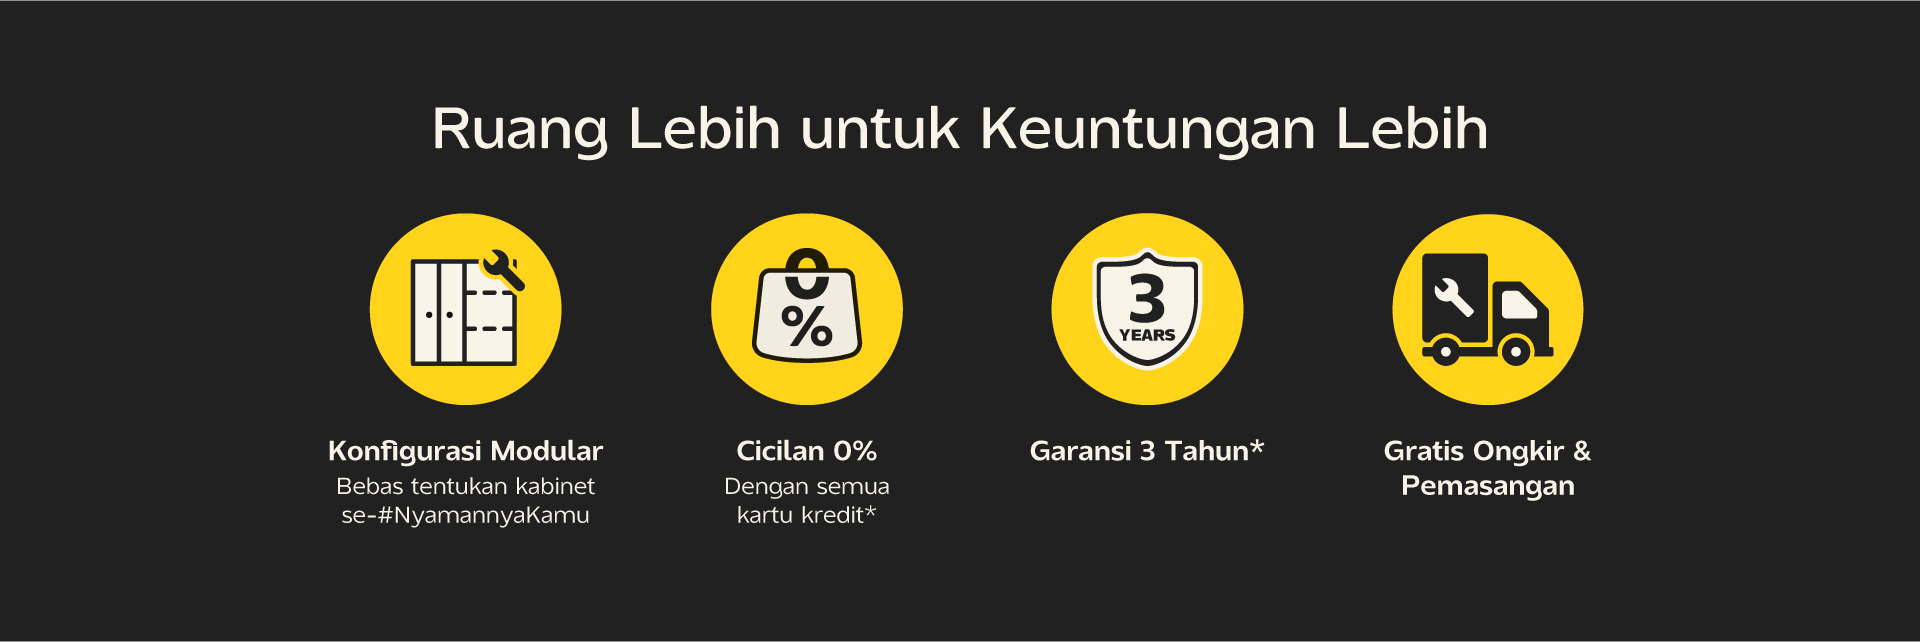 Ruang Lebih untuk Keuntungan Lebih
0
%
3
YEARS
Konfigurasi Modular
Bebas tentukan kabinet
se-#NyamannyaKamu
Cicilan 0%
Dengan semua
kartu kredit*
Garansi 3 Tahun*
Gratis Ongkir &
Pemasangan